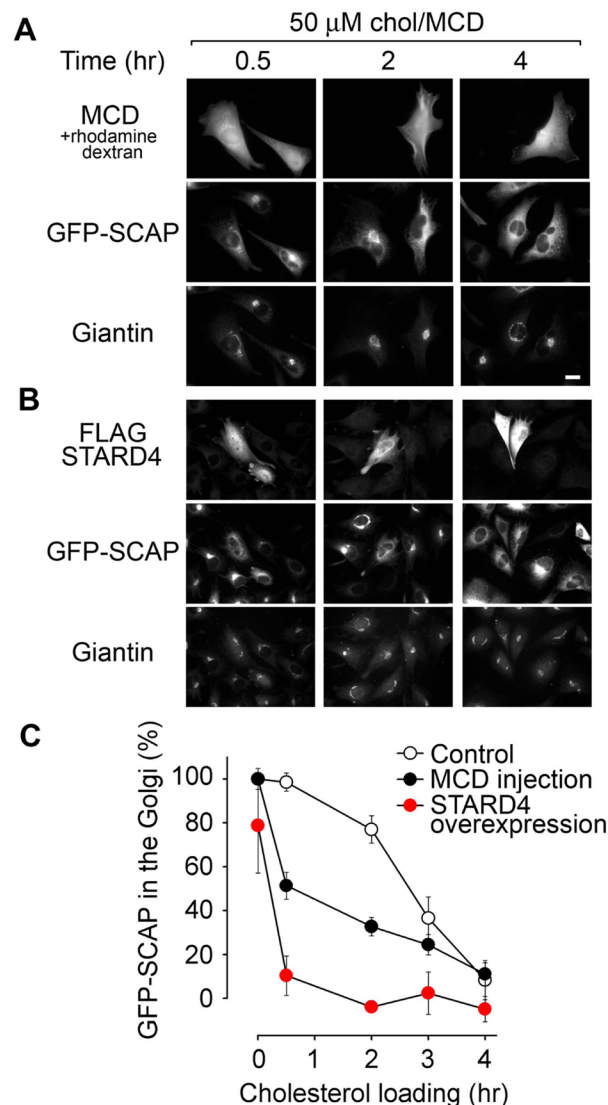 A
50 μM chol/MCD
Time (hr) 0.5 2 4
MCD
+rhodamine
dextran
GFP-SCAP
Giantin
B
FLAG
STARD4
GFP-SCAP
Giantin
C
Control
MCD injection
STARD4
overexpression
GFP-SCAP in the Golgi (%)
100
80
60
40
20
0
0 1 2 3 4
Cholesterol loading (hr)